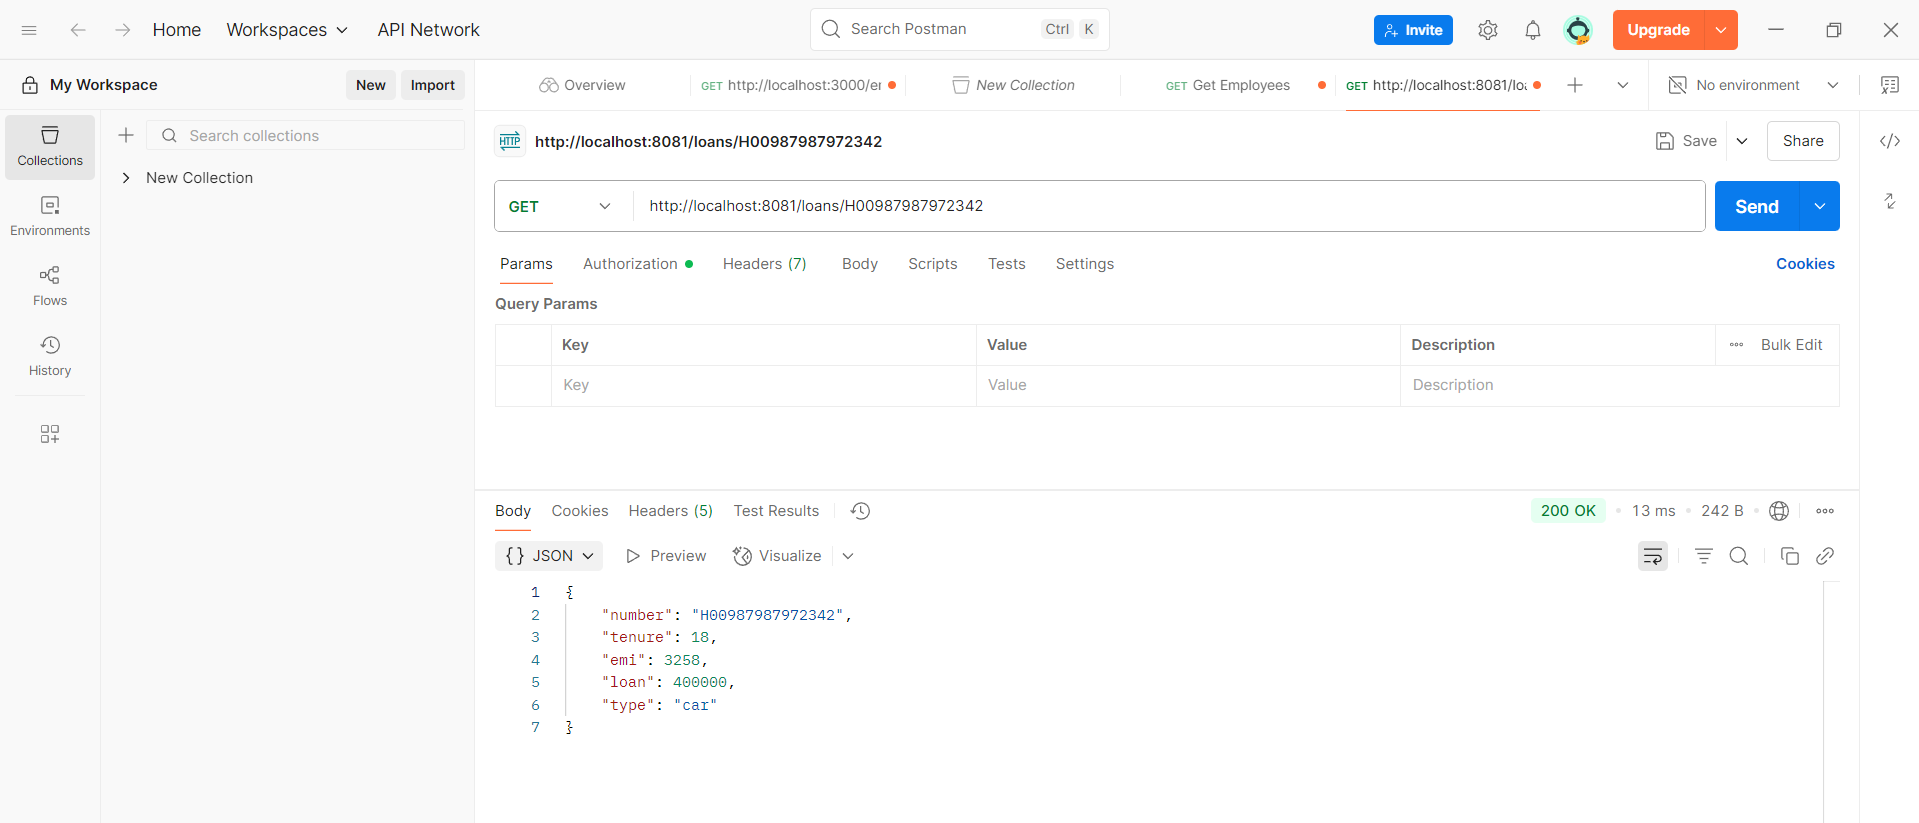 Home Workspaces API Network Search Postman Ctrl K Invite Upgrade
My Workspace New Import
Overview GET http://localhost:3000/er New Collection GET Get Employees GET http://localhost:8081/loa No environment
Collections
Environments
Flows
History
Search collections
New Collection
HTTP http://localhost:8081/loans/H00987987972342 Save Share
GET http://localhost:8081/loans/H00987987972342 Send
Params Authorization Headers (7) Body Scripts Tests Settings Cookies
Query Params
Key Value Description Bulk Edit
Key Value Description
Body Cookies Headers (5) Test Results 200 OK 13 ms 242 B
{} JSON Preview Visualize
1 {
2 "number": "H00987987972342",
3 "tenure": 18,
4 "emi": 3258,
5 "loan": 400000,
6 "type": "car"
7 }